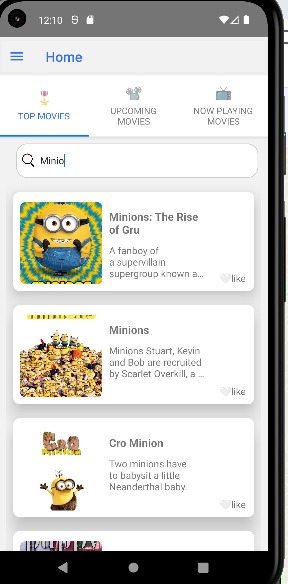 12:10
Home
TOP MOVIES
UPCOMING
MOVIES
NOW PLAYING
MOVIES
Minio
Minions: The Rise
of Gru
A fanboy of
a supervillain
supergroup known a...
like
Minions
Minions Stuart, Kevin
and Bob are recruited
by Scarlet Overkill, a ...
like
Cro
MINION
Cro Minion
Two minions have
to babysit a little
Neanderthal baby.
like